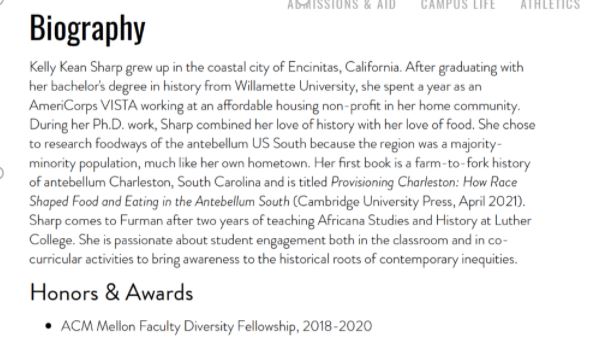 ADMISSIONS & AID CAMPUS LIFE ATHLETICS
Biography
Kelly Kean Sharp grew up in the coastal city of Encinitas, California. After graduating with
her bachelor's degree in history from Willamette University, she spent a year as an
AmeriCorps VISTA working at an affordable housing non-profit in her home community.
During her Ph.D. work, Sharp combined her love of history with her love of food. She chose
to research foodways of the antebellum US South because the region was a majority-
minority population, much like her own hometown. Her first book is a farm-to-fork history
of antebellum Charleston, South Carolina and is titled Provisioning Charleston: How Race
Shaped Food and Eating in the Antebellum South (Cambridge University Press, April 2021).
Sharp comes to Furman after two years of teaching Africana Studies and History at Luther
College. She is passionate about student engagement both in the classroom and in co-
curricular activities to bring awareness to the historical roots of contemporary inequities.
Honors & Awards
• ACM Mellon Faculty Diversity Fellowship, 2018-2020